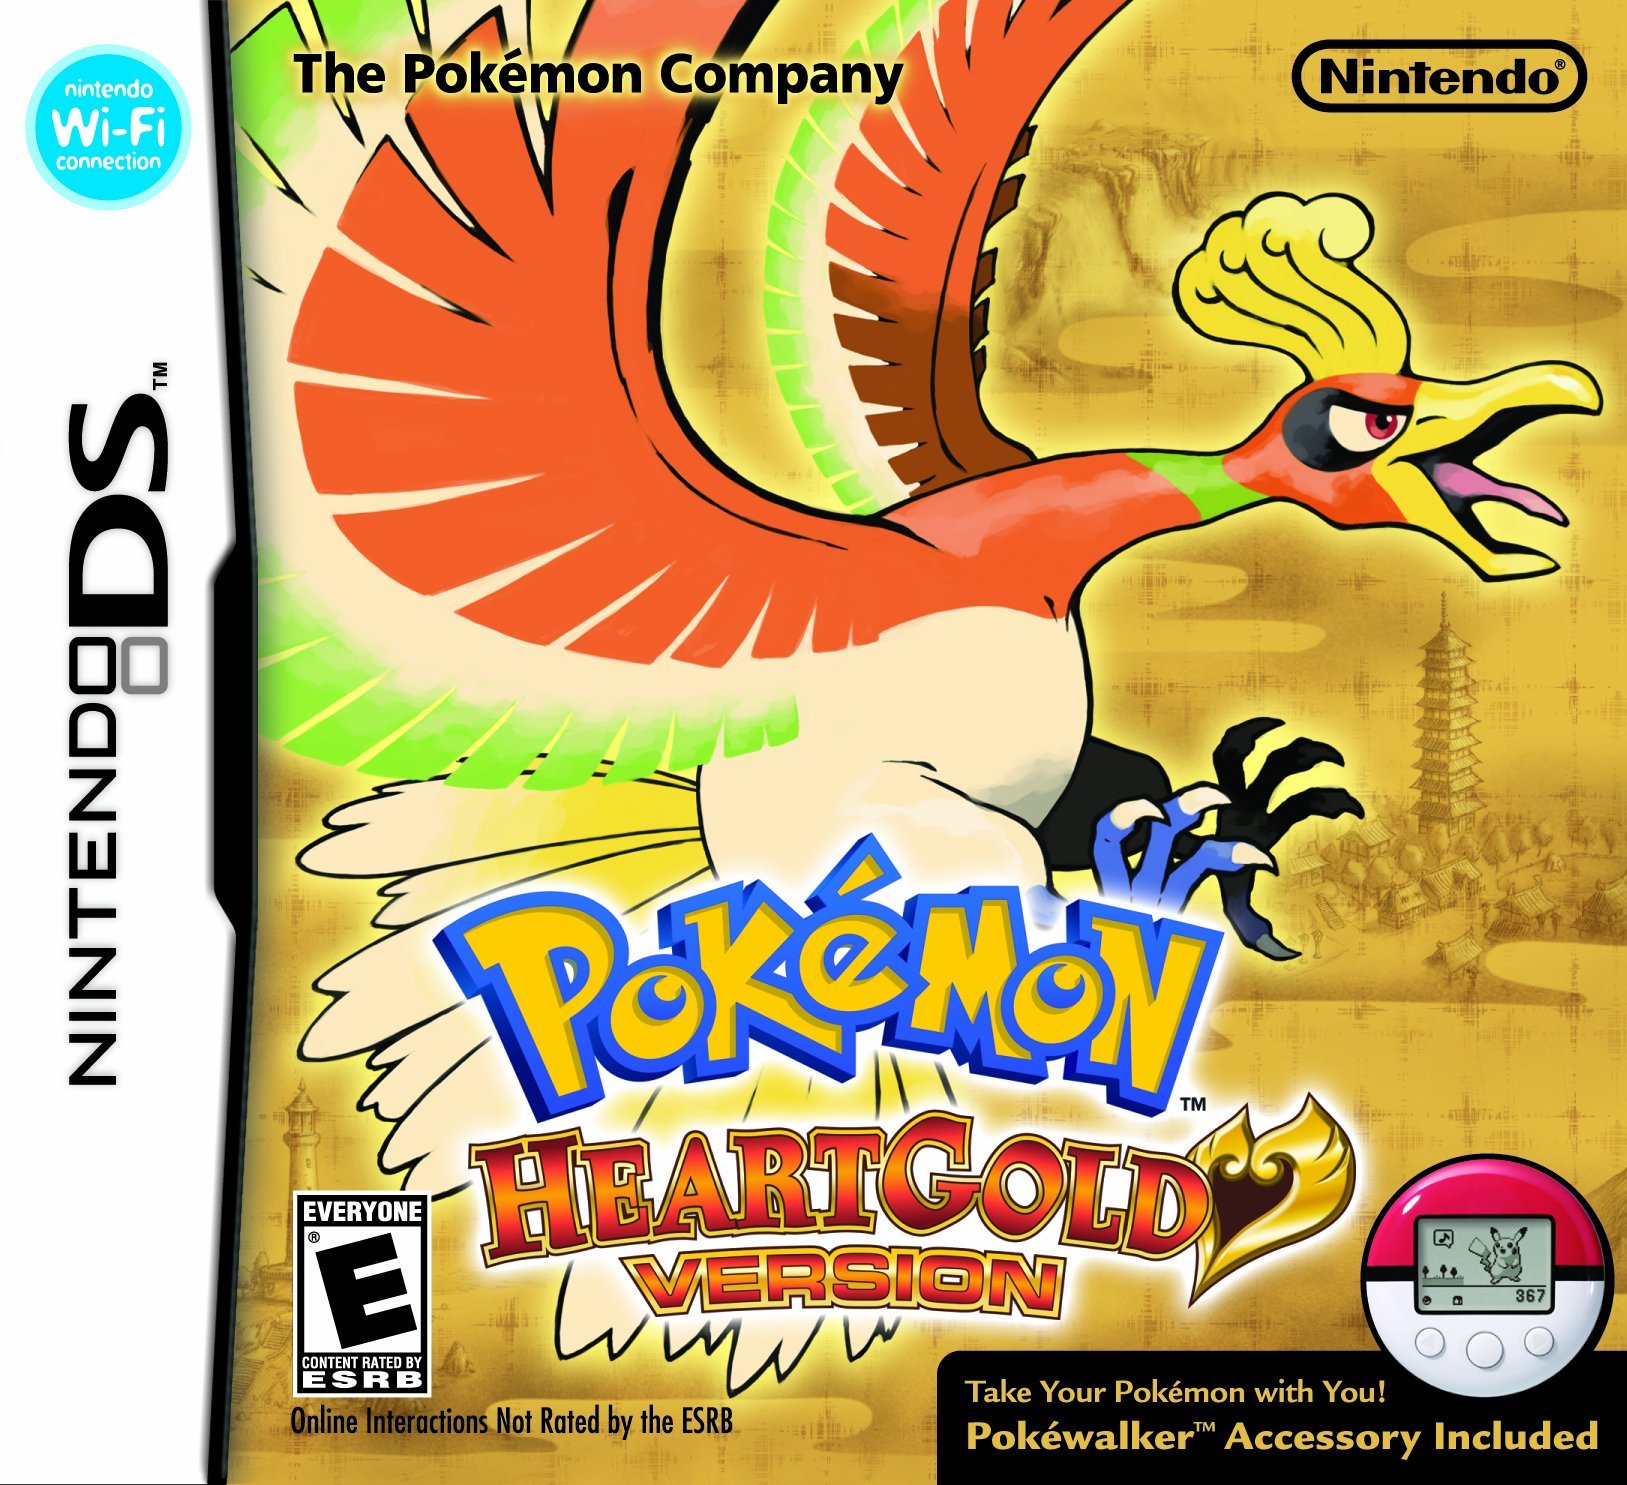 nintendo
Wi-Fi
connection
The Pokémon Company
Nintendo®
NINTENDO DS™
POKéMON™
HEARTGOLD
VERSION
EVERYONE
®
E
CONTENT RATED BY
ESRB
Online Interactions Not Rated by the ESRB
367
Take Your Pokémon with You!
Pokéwalker™ Accessory Included